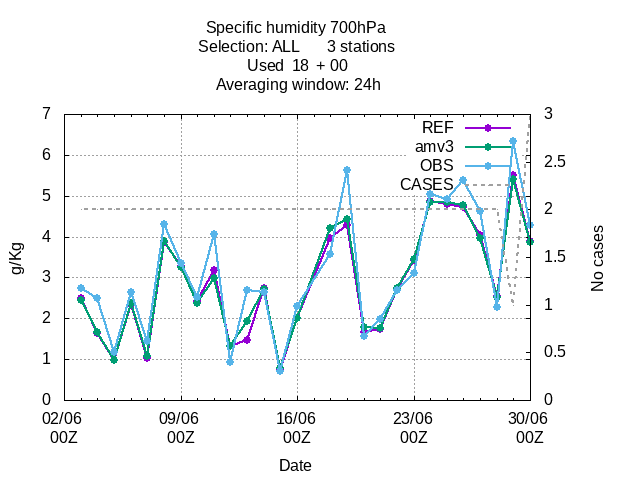 Specific humidity 700hPa
Selection: ALL 3 stations
Used 18 + 00
Averaging window: 24h
7
6
5
4
3
2
1
0
g/Kg
REF
amv3
OBS
CASES
3
2.5
2
1.5
1
0.5
0
No cases
02/06 09/06 16/06 23/06 30/06
00Z 00Z 00Z 00Z 00Z
Date